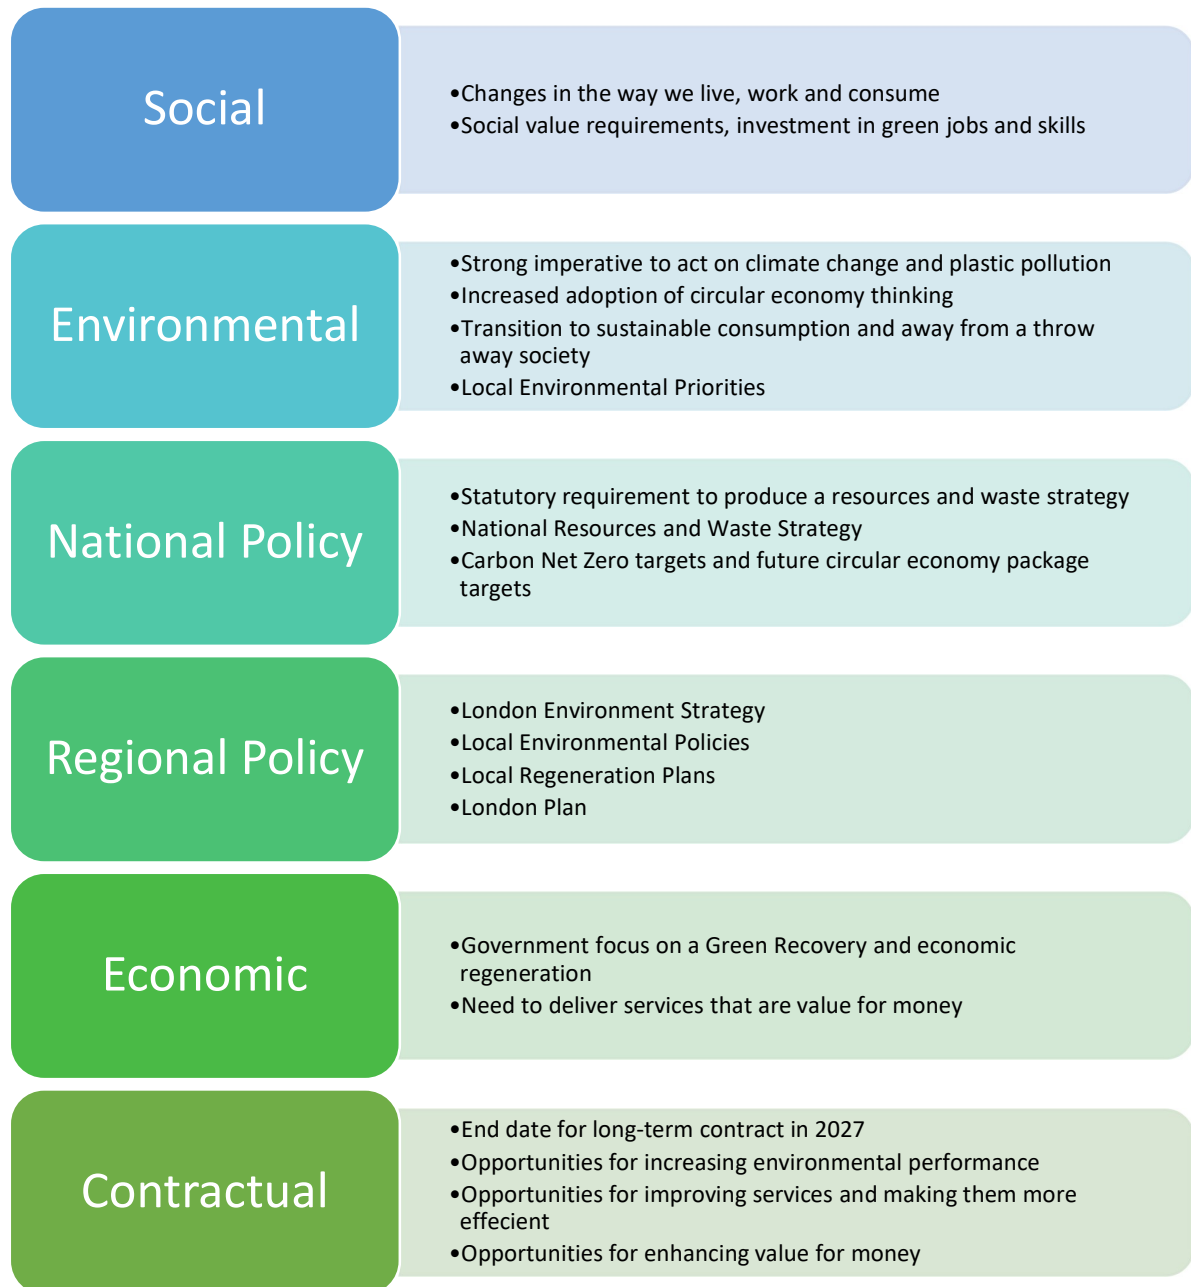 Social
•Changes in the way we live, work and consume
•Social value requirements, investment in green jobs and skills
Environmental
•Strong imperative to act on climate change and plastic pollution
•Increased adoption of circular economy thinking
•Transition to sustainable consumption and away from a throw
away society
•Local Environmental Priorities
National Policy
•Statutory requirement to produce a resources and waste strategy
•National Resources and Waste Strategy
•Carbon Net Zero targets and future circular economy package
targets
Regional Policy
•London Environment Strategy
•Local Environmental Policies
•Local Regeneration Plans
•London Plan
Economic
•Government focus on a Green Recovery and economic
regeneration
•Need to deliver services that are value for money
Contractual
•End date for long-term contract in 2027
•Opportunities for increasing environmental performance
•Opportunities for improving services and making them more
effecient
•Opportunities for enhancing value for money